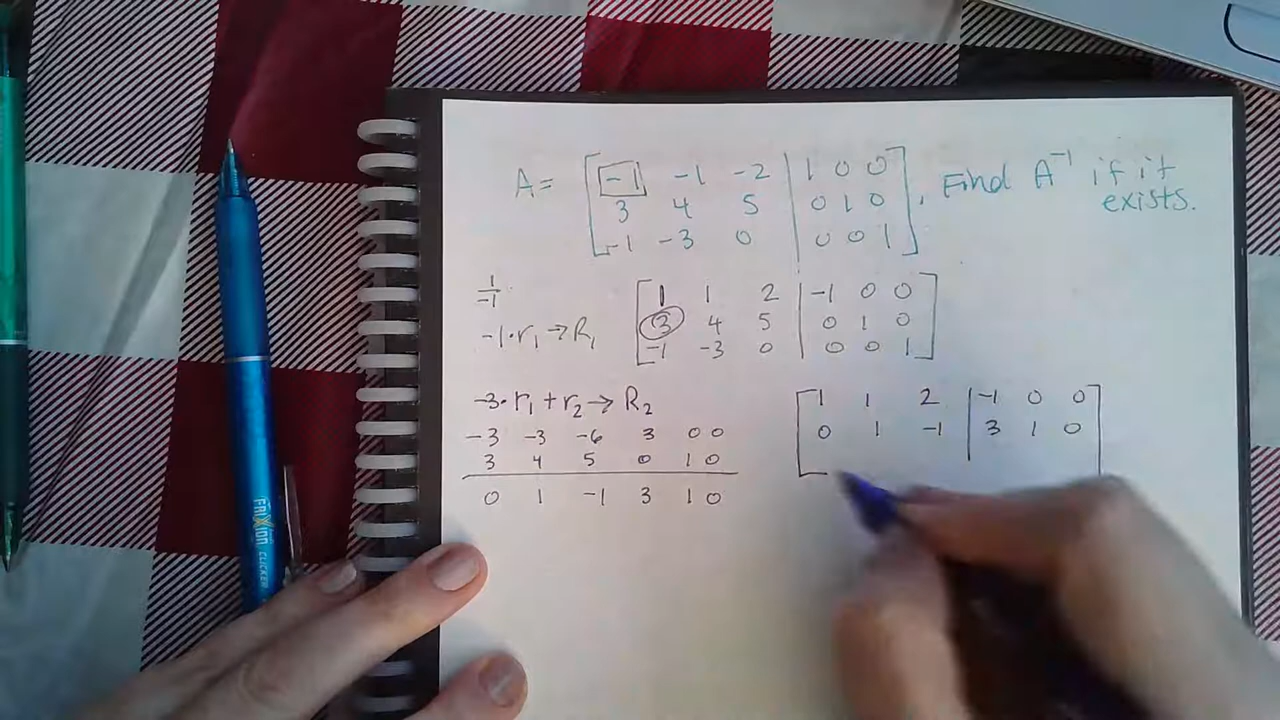 A = [ -1 -1 -2 | 1 0 0 ] , Find A⁻¹ if it
3 4 5 | 0 1 0 exists.
-1 -3 0 | 0 0 1
1/-1
1 1 2 | -1 0 0
-1·r₁→R₁ 3 4 5 | 0 1 0
-1 -3 0 | 0 0 1
-3·r₁+r₂→R₂
-3 -3 -6 3 0 0
3 4 5 0 1 0
0 1 -1 3 1 0
1 1 2 | -1 0 0
0 1 -1 | 3 1 0
FRIXION CLICKER